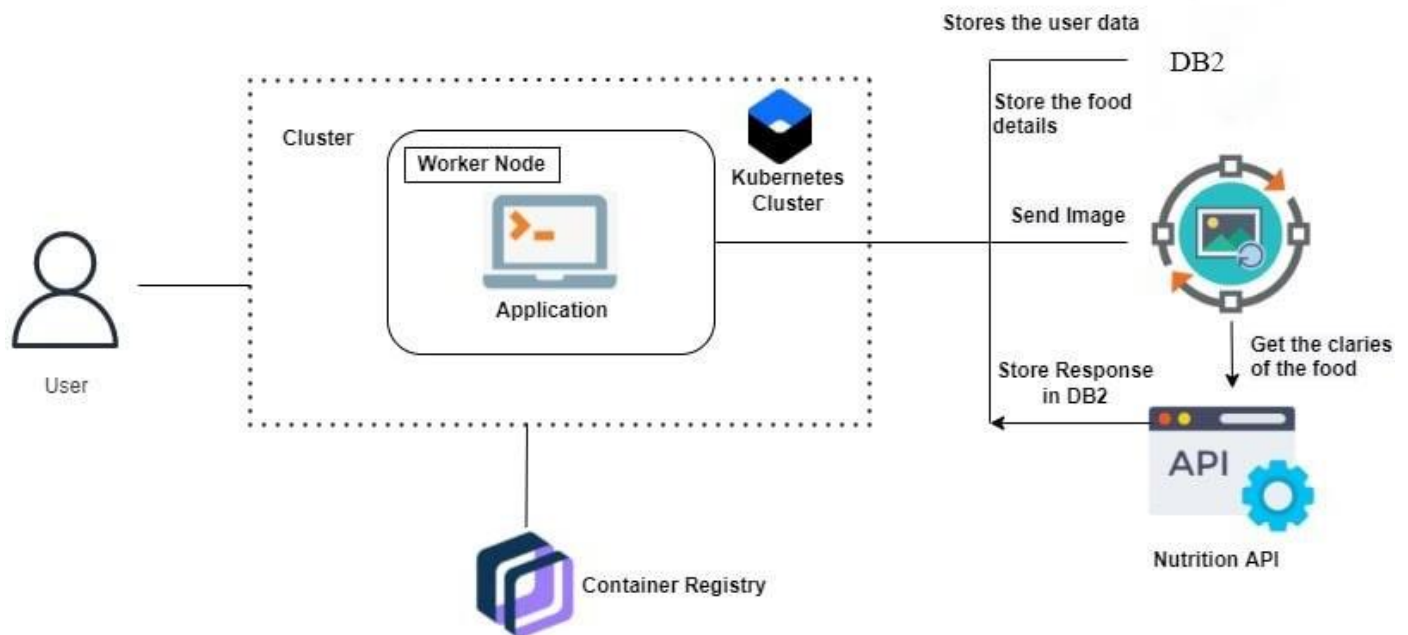 Stores the user data
DB2
Store the food
details
Cluster
Worker Node
Kubernetes
Cluster
Send Image
Application
User
Get the claries
of the food
Store Response
in DB2
API
Nutrition API
Container Registry